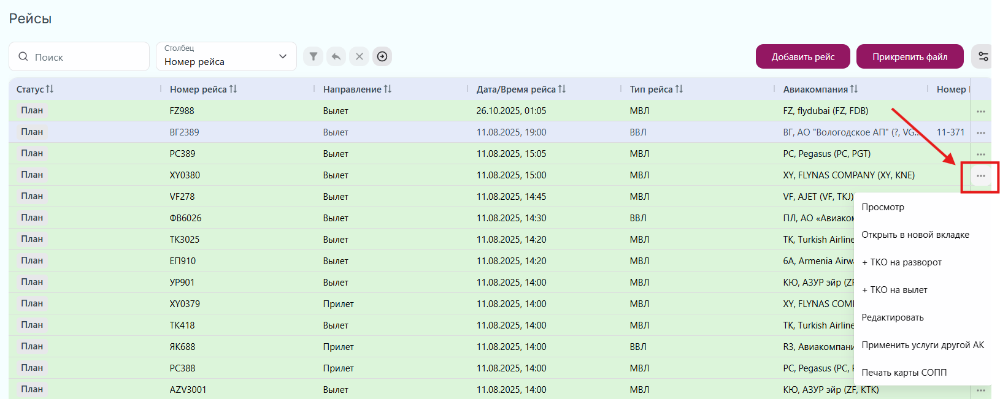 Рейсы
Поиск
Столбец
Номер рейса
Добавить рейс
Прикрепить файл
Статус Номер рейса Направление Дата/Время рейса Тип рейса Авиакомпания Номер
План FZ988 Вылет 26.10.2025, 01:05 МВЛ FZ, flydubai (FZ, FDB) ...
План ВГ2389 Вылет 11.08.2025, 19:00 ВВЛ ВГ, АО "Вологодское АП" (?, VG... 11-371 ...
План PC389 Вылет 11.08.2025, 15:05 МВЛ PC, Pegasus (PC, PGT) ...
План XY0380 Вылет 11.08.2025, 15:00 МВЛ XY, FLYNAS COMPANY (XY, KNE) ...
План VF278 Вылет 11.08.2025, 14:45 МВЛ VF, AJET (VF, TKJ)
План ФВ6026 Вылет 11.08.2025, 14:30 ВВЛ ПЛ, АО «Авиаком
План ТК3025 Вылет 11.08.2025, 14:20 МВЛ ТК, Turkish Airline
План ЕП910 Вылет 11.08.2025, 14:20 МВЛ 6А, Armenia Airwa
План УР901 Вылет 11.08.2025, 14:00 МВЛ КЮ, АЗУР эйр (ZF
План XY0379 Прилет 11.08.2025, 14:00 МВЛ XY, FLYNAS COM
План ТК418 Вылет 11.08.2025, 14:00 МВЛ ТК, Turkish Airline
План ЯК688 Прилет 11.08.2025, 14:00 ВВЛ R3, Авиакомпани
План PC388 Прилет 11.08.2025, 14:00 МВЛ PC, Pegasus (PC,
План AZV3001 Вылет 11.08.2025, 14:00 МВЛ КЮ, АЗУР эйр (ZF, KTK) ...
Просмотр
Открыть в новой вкладке
+ ТКО на разворот
+ ТКО на вылет
Редактировать
Применить услуги другой АК
Печать карты СОПП